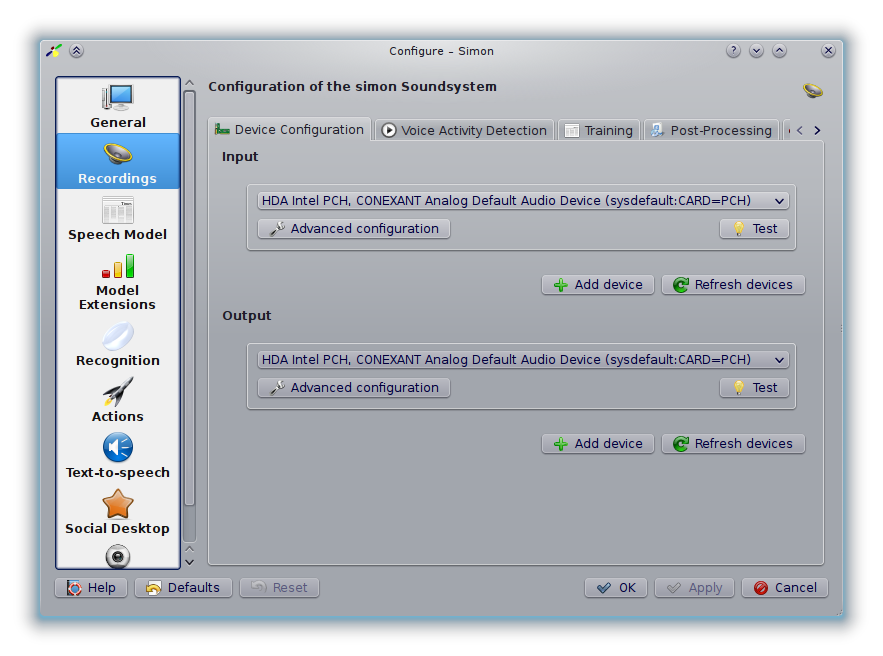 Configure – Simon
General
Recordings
Speech Model
Model
Extensions
Recognition
Actions
Text-to-speech
Social Desktop
Configuration of the simon Soundsystem
Device Configuration
Voice Activity Detection
Training
Post-Processing
Input
HDA Intel PCH, CONEXANT Analog Default Audio Device (sysdefault:CARD=PCH)
Advanced configuration
Test
Add device
Refresh devices
Output
HDA Intel PCH, CONEXANT Analog Default Audio Device (sysdefault:CARD=PCH)
Advanced configuration
Test
Add device
Refresh devices
Help
Defaults
Reset
OK
Apply
Cancel